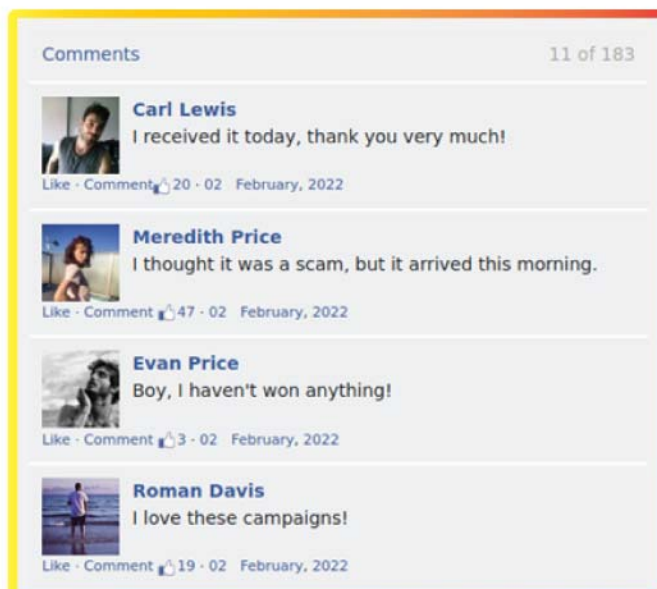 Comments 11 of 183
Carl Lewis
I received it today, thank you very much!
Like · Comment 20 · 02 February, 2022
Meredith Price
I thought it was a scam, but it arrived this morning.
Like · Comment 47 · 02 February, 2022
Evan Price
Boy, I haven't won anything!
Like · Comment 3 · 02 February, 2022
Roman Davis
I love these campaigns!
Like · Comment 19 · 02 February, 2022